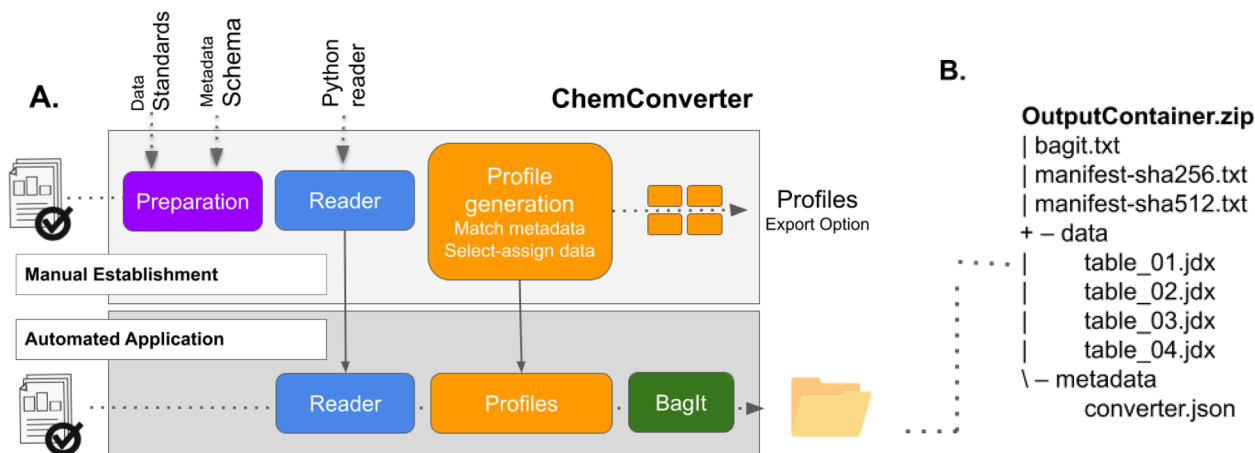 A.
Data
Standards
Metadata
Schema
Python
reader
ChemConverter
Preparation
Reader
Profile
generation
Match metadata
Select-assign data
Profiles
Export Option
Manual Establishment
Automated Application
Reader
Profiles
BagIt
B.
OutputContainer.zip
| bagit.txt
| manifest-sha256.txt
| manifest-sha512.txt
+ – data
| table_01.jdx
| table_02.jdx
| table_03.jdx
| table_04.jdx
\ – metadata
converter.json